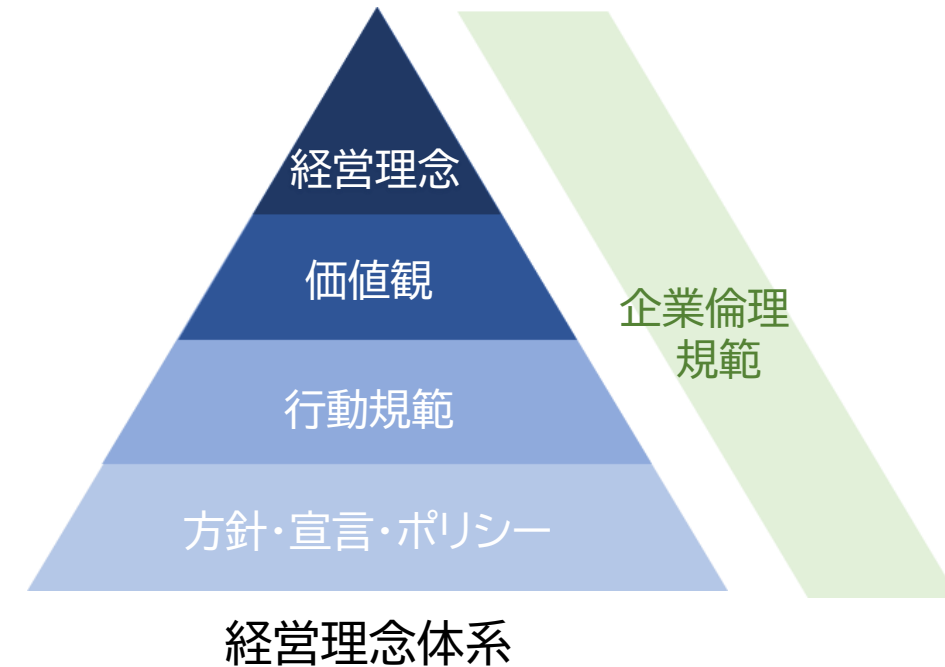 経営理念
価値観
企業倫理
規範
行動規範
方針・宣言・ポリシー
経営理念体系